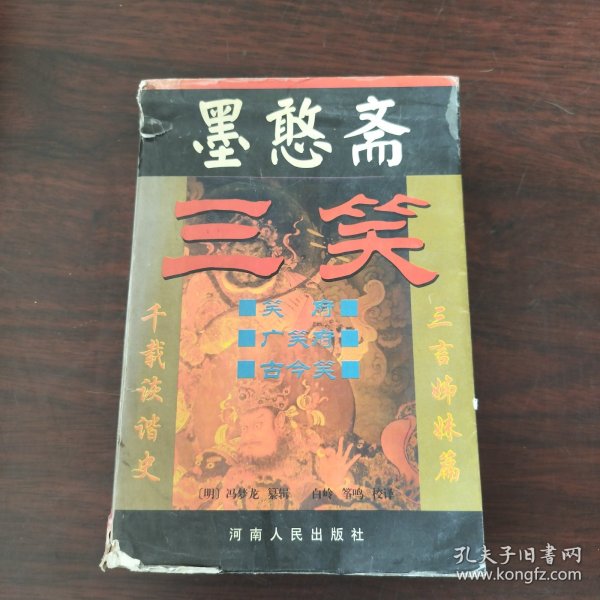 墨憨斋
三笑
■笑 府■
■广笑府■
■古今笑■
三言姊妹篇
千载诙谐史
〔明〕冯梦龙 纂辑 白岭 筝鸣 校译
河南人民出版社
孔夫子旧书网
www.kongfz.com